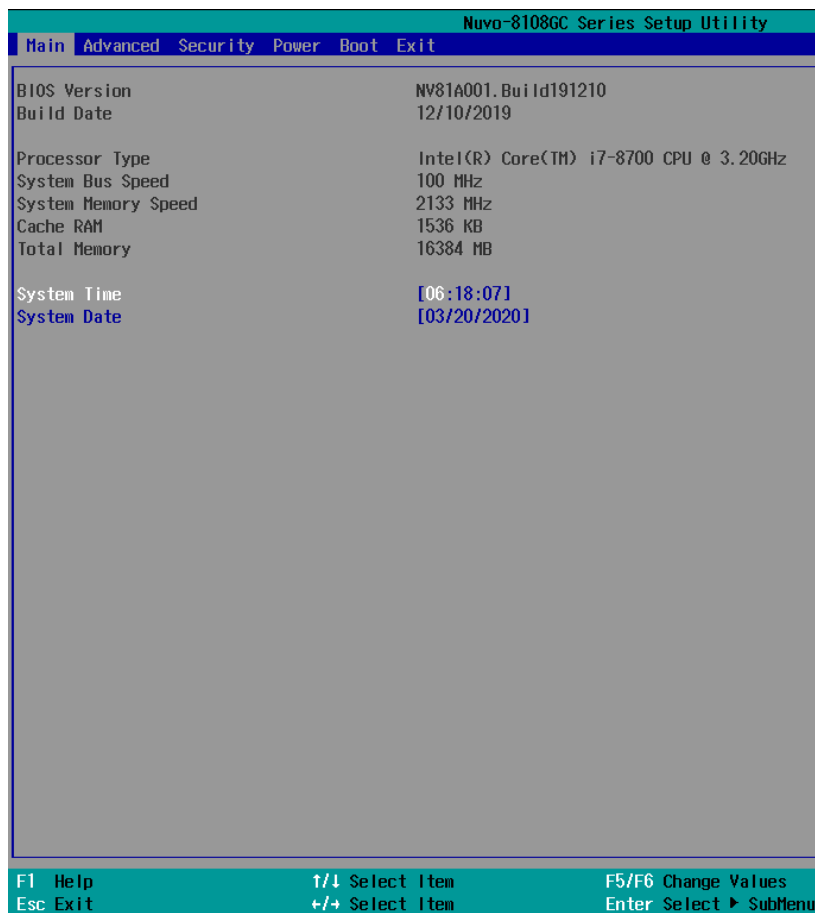 Nuvo-8108GC Series Setup Utility
Main Advanced Security Power Boot Exit
BIOS Version NV81A001.Build191210
Build Date 12/10/2019
Processor Type Intel(R) Core(TM) i7-8700 CPU @ 3.20GHz
System Bus Speed 100 MHz
System Memory Speed 2133 MHz
Cache RAM 1536 KB
Total Memory 16384 MB
System Time [06:18:07]
System Date [03/20/2020]
F1 Help ↑/↓ Select Item F5/F6 Change Values
Esc Exit ←/→ Select Item Enter Select ► SubMenu